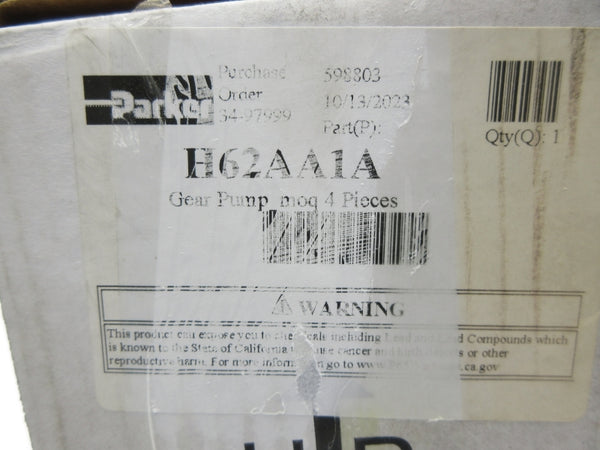 Parker
Purchase
Order
34-97999
598803
10/13/2023
Part(P):
Qty(Q): 1
H62AA1A
Gear Pump moq 4 Pieces
WARNING
This product can expose you to chemicals including Lead and Lead Compounds which
is known to the State of California to cause cancer and birth defects or other
reproductive harm. For more information go to www. .ca.gov